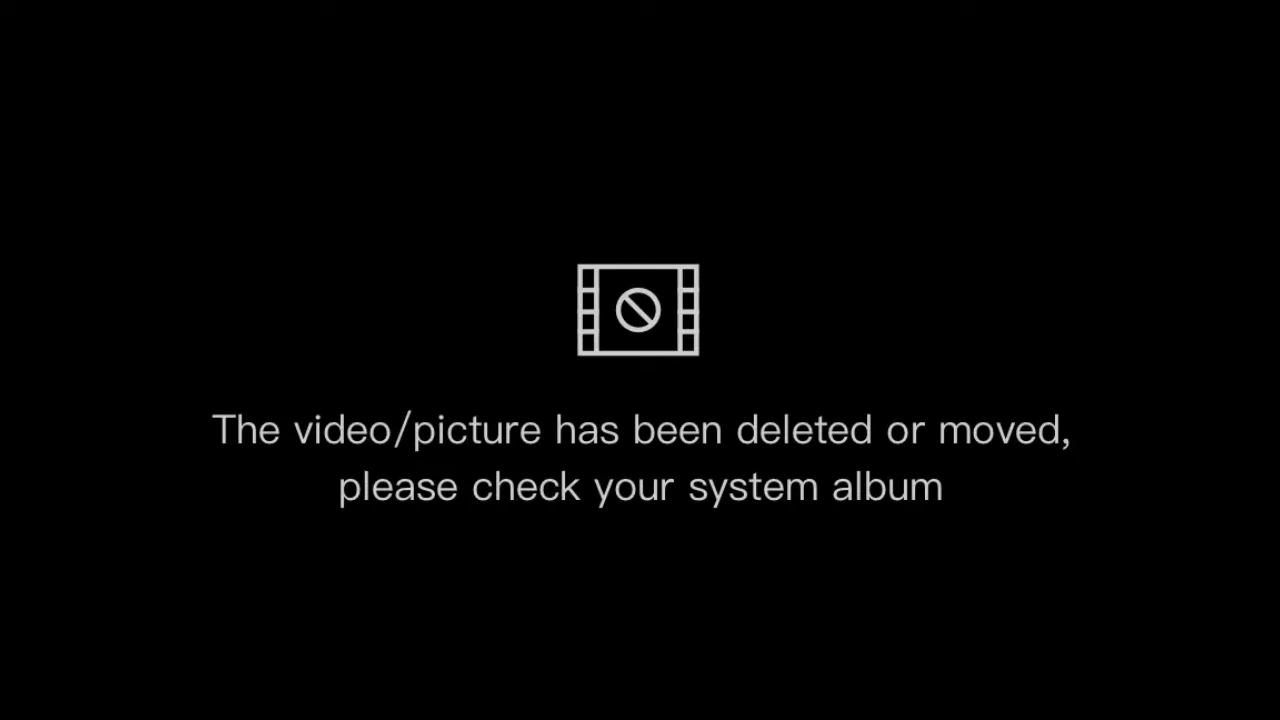 The video/picture has been deleted or moved,
please check your system album